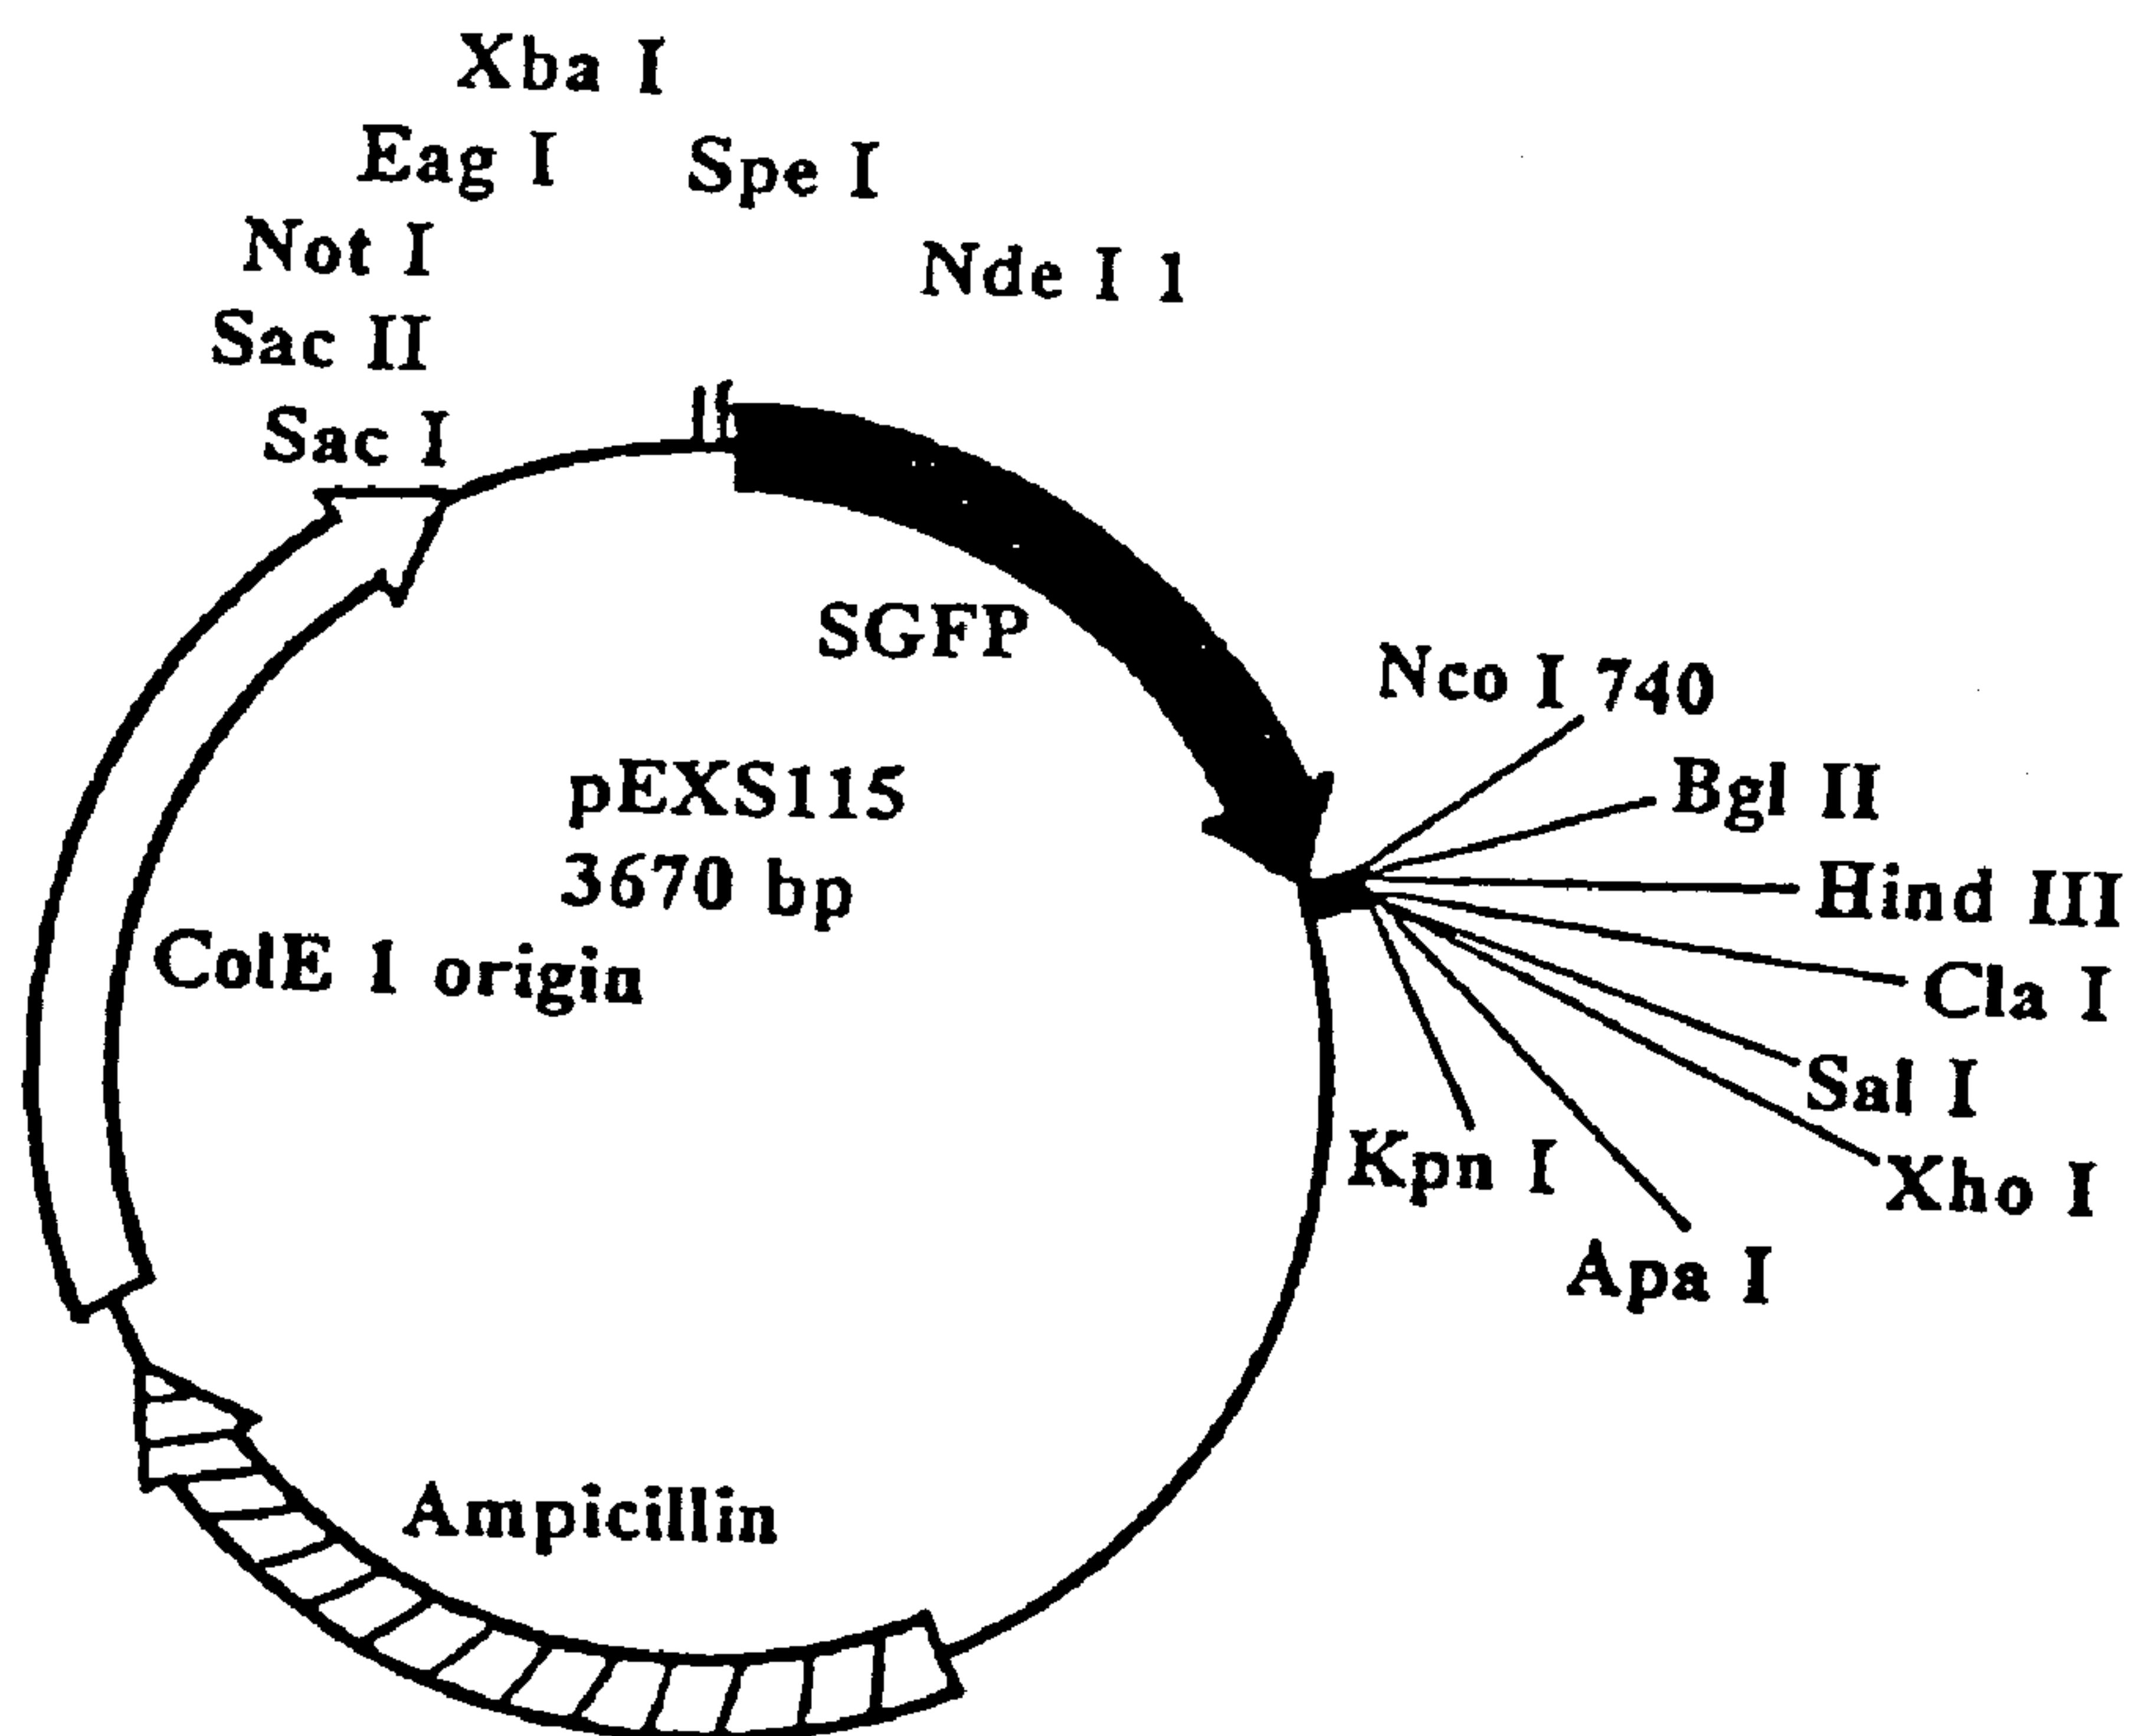 Xba I
Eag I
Spe I
Not I
Nde I 1
Sac II
Sac I
SGFP
Nco I 740
pEXS115
Bgl II
3670 bp
Hind III
ColE 1 origin
Cla I
Sal I
Kpn I
Xho I
Apa I
Ampicillin